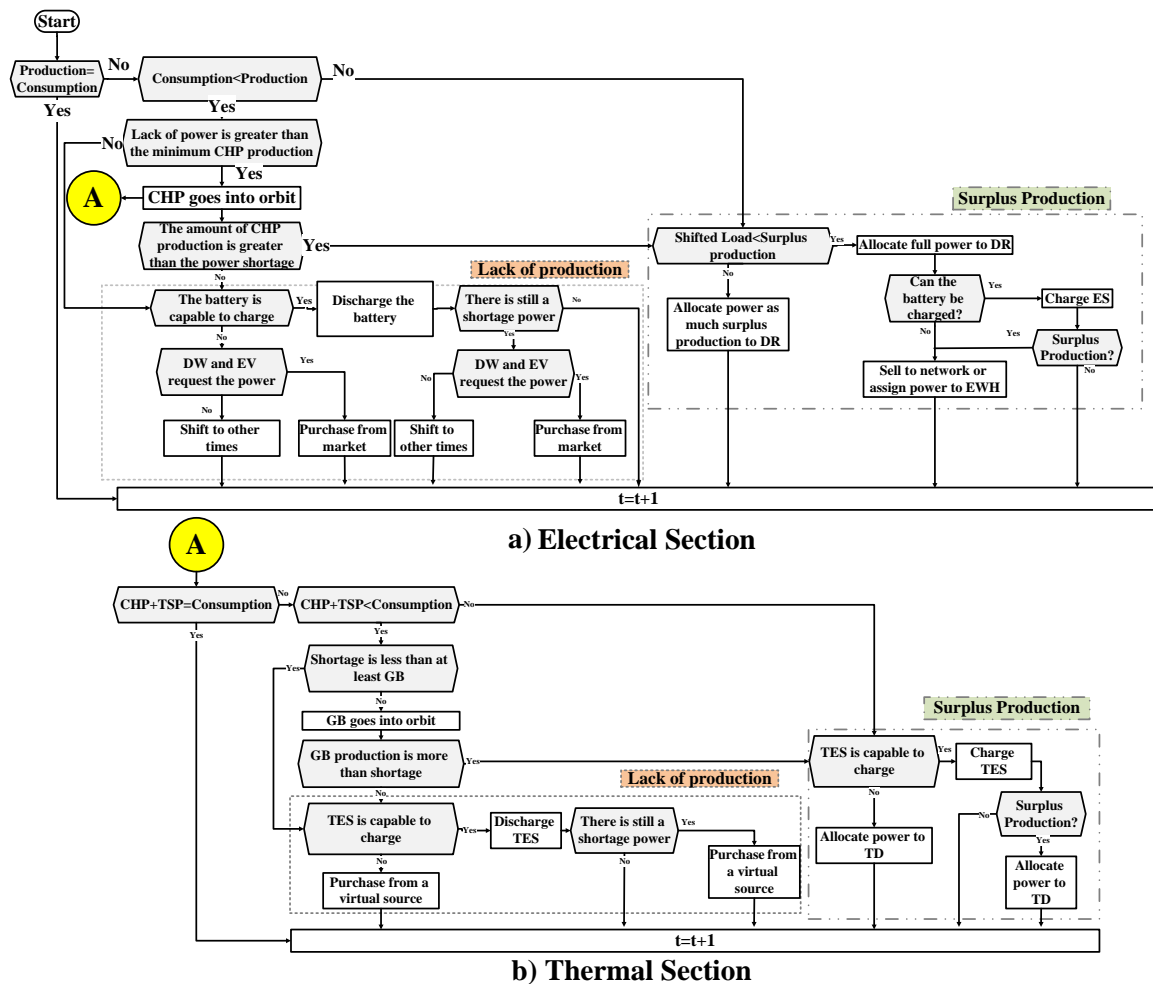 Start
Production=
Consumption
No
Yes
Consumption<Production
No
Yes
Lack of power is greater than
the minimum CHP production
No
Yes
A
CHP goes into orbit
The amount of CHP
production is greater
than the power shortage
Yes
No
Lack of production
The battery is
capable to charge
Yes
No
Discharge the
battery
There is still a
shortage power
No
Yes
DW and EV
request the power
Yes
No
DW and EV
request the power
No
Yes
Shift to other
times
Purchase from
market
Shift to
other times
Purchase from
market
Surplus Production
Shifted Load<Surplus
production
Yes
No
Allocate full power to DR
Allocate power as
much surplus
production to DR
Can the
battery be
charged?
Yes
No
Charge ES
Surplus
Production?
Yes
No
Sell to network or
assign power to EWH
t=t+1
a) Electrical Section
A
CHP+TSP=Consumption
No
Yes
CHP+TSP<Consumption
No
Yes
Shortage is less than at
least GB
Yes
No
GB goes into orbit
GB production is more
than shortage
Yes
No
Lack of production
TES is capable to
charge
Yes
No
Discharge
TES
There is still a
shortage power
Yes
No
Purchase from a
virtual source
Purchase from
a virtual
source
Surplus Production
TES is capable to
charge
Yes
No
Charge
TES
Surplus
Production?
No
Yes
Allocate power to
TD
Allocate
power to
TD
t=t+1
b) Thermal Section